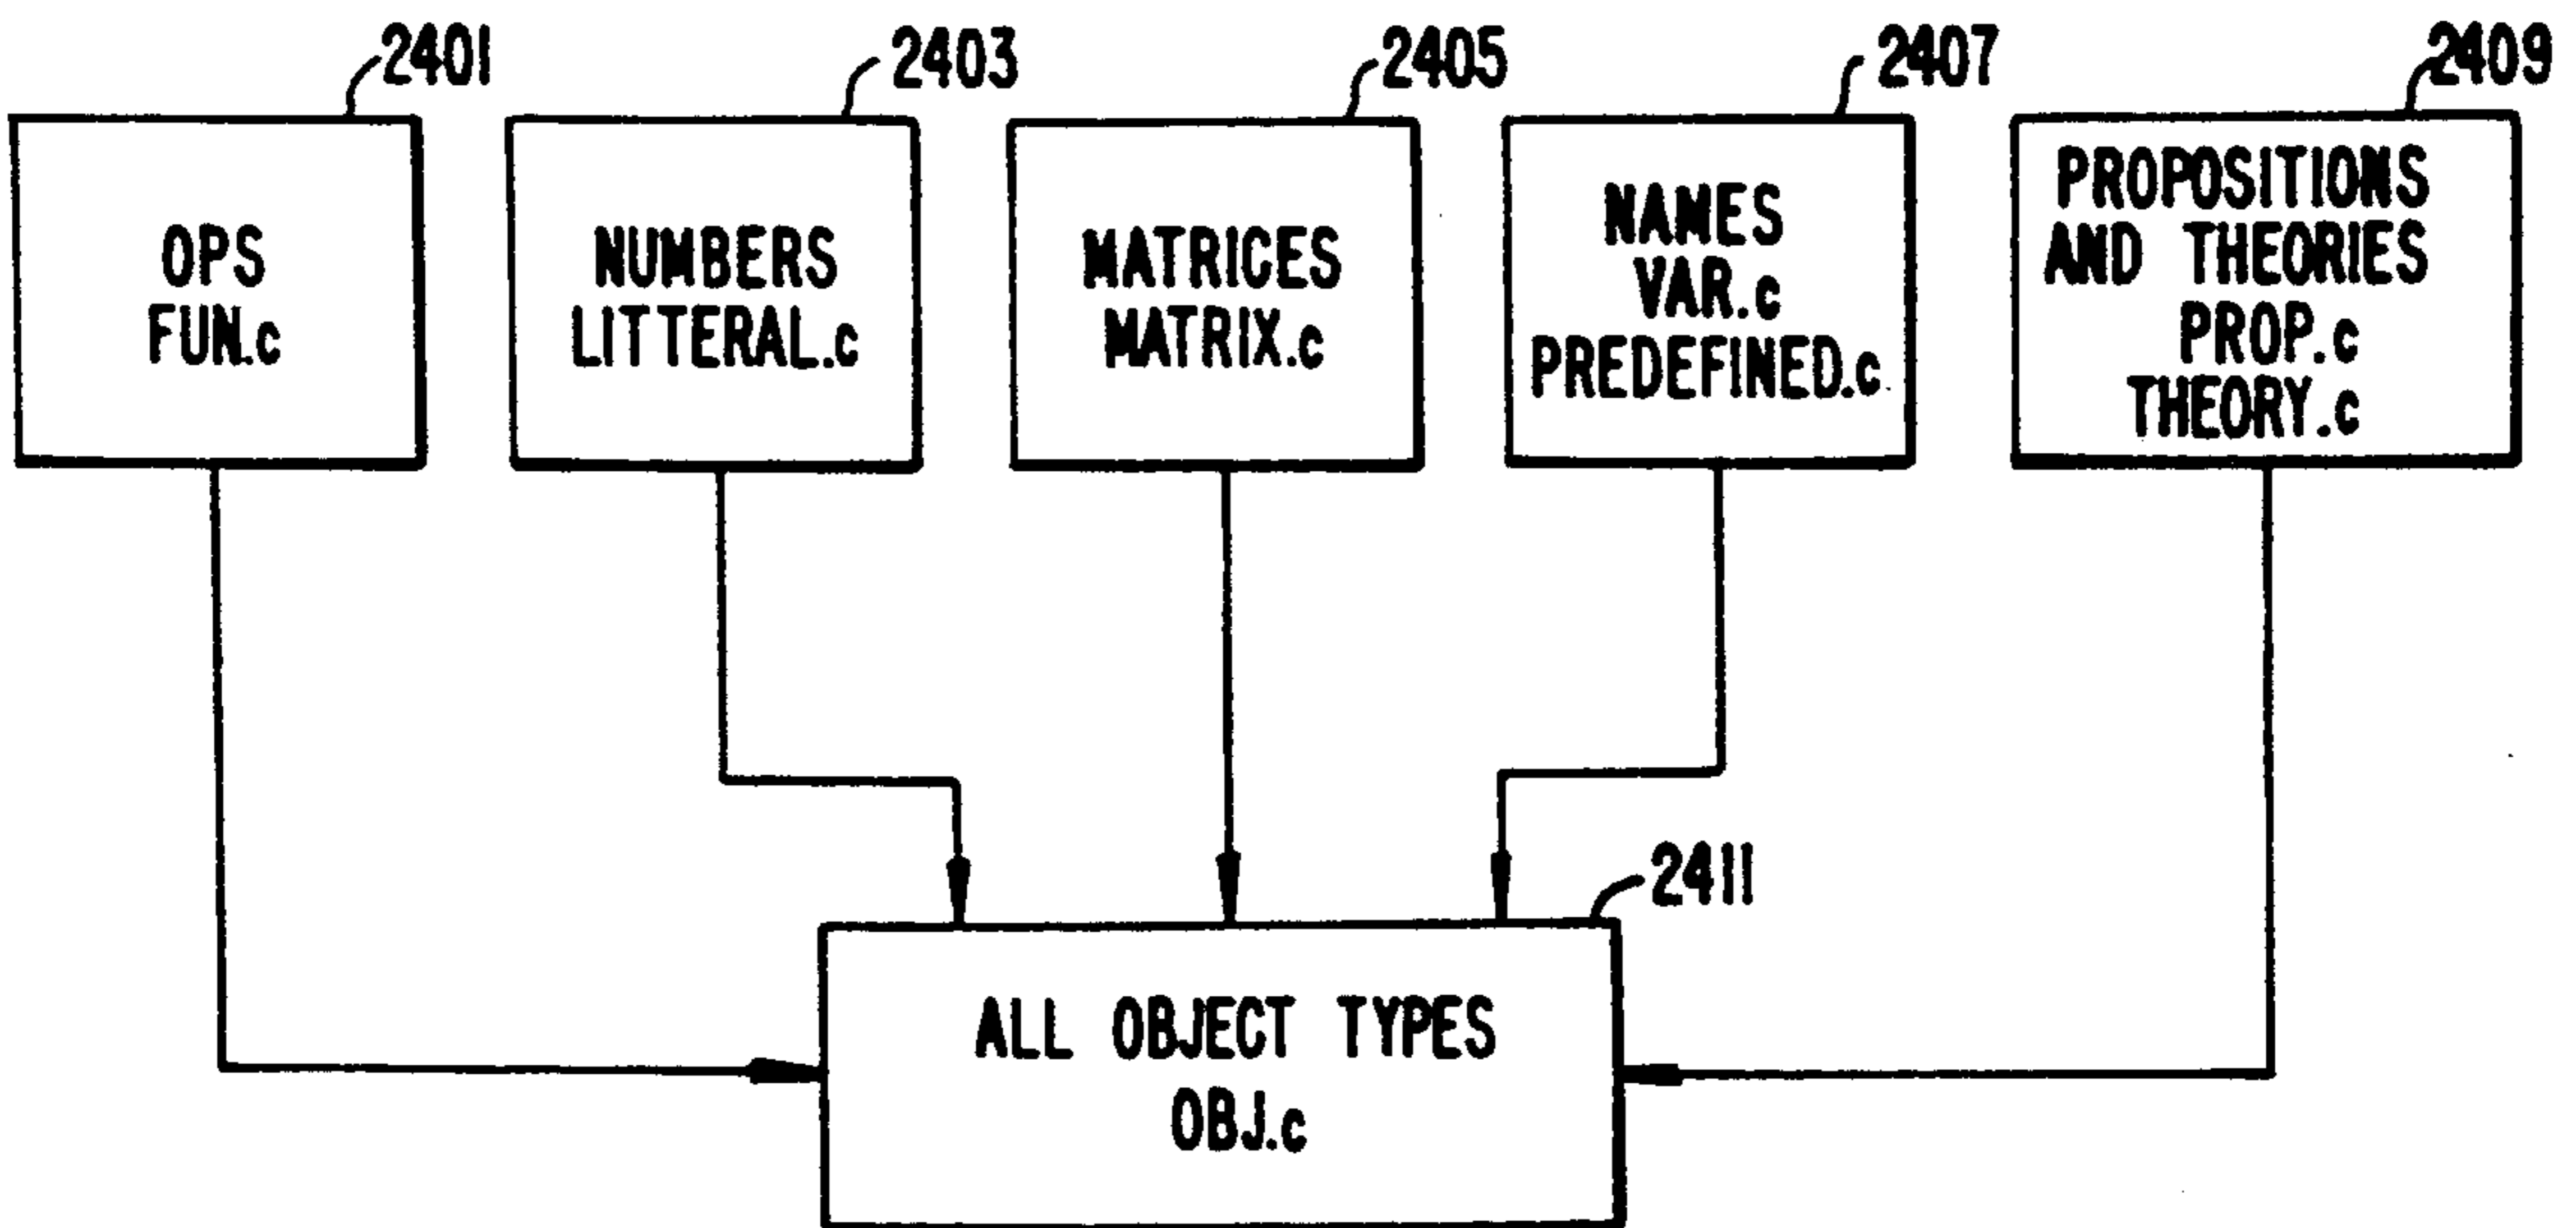 2401
2403
2405
2407
2409
OPS
FUN.c
NUMBERS
LITTERAL.c
MATRICES
MATRIX.c
NAMES
VAR.c
PREDEFINED.c
PROPOSITIONS
AND THEORIES
PROP.c
THEORY.c
2411
ALL OBJECT TYPES
OBJ.c